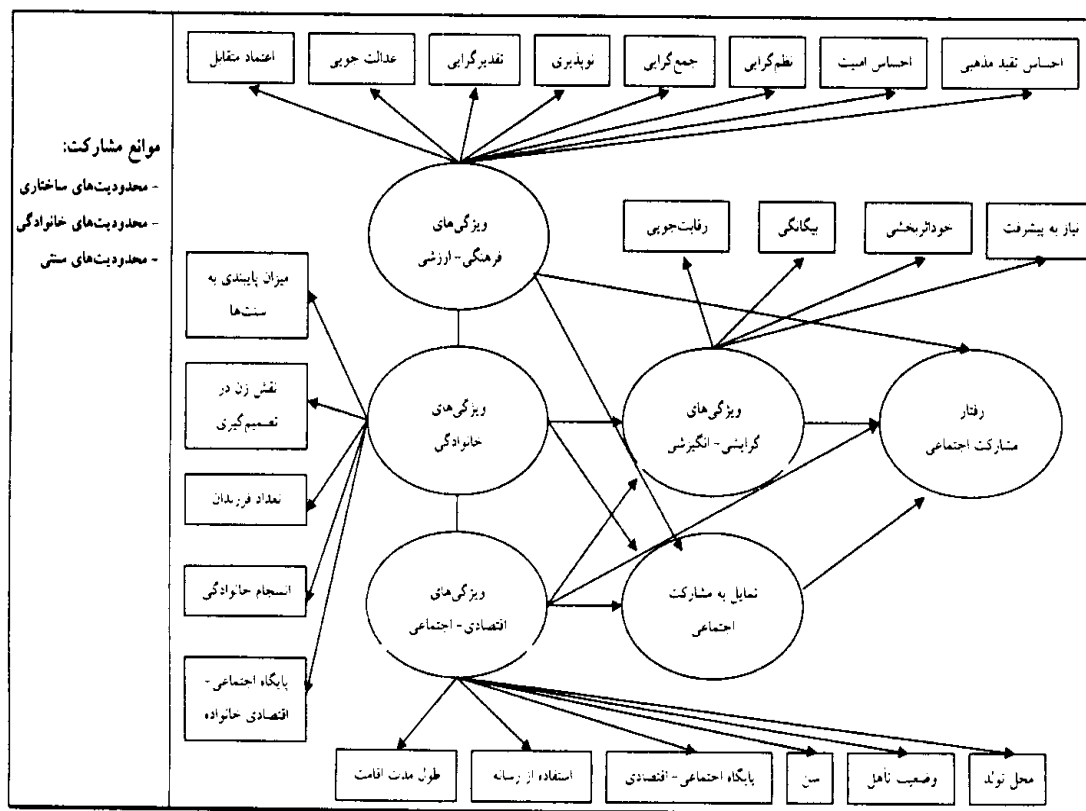 احساس تقید مذهبی
احساس امنیت
نظم‌گرایی
جمع‌گرایی
نوپذیری
تقدیرگرایی
عدالت جویی
اعتماد متقابل
موانع مشارکت:
- محدودیت‌های ساختاری
- محدودیت‌های خانوادگی
- محدودیت‌های سنتی
ویژگی‌های
فرهنگی - ارزشی
نیاز به پیشرفت
خوداثربخشی
بیگانگی
رقابت‌جویی
میزان پایبندی به
سنت‌ها
نقش زن در
تصمیم‌گیری
تعداد فرزندان
انسجام خانوادگی
پایگاه اجتماعی -
اقتصادی خانواده
ویژگی‌های
خانوادگی
ویژگی‌های
گرایشی - انگیزشی
رفتار
مشارکت اجتماعی
ویژگی‌های
اقتصادی - اجتماعی
تمایل به مشارکت
اجتماعی
محل تولد
وضعیت تأهل
سن
پایگاه اجتماعی - اقتصادی
استفاده از رسانه
طول مدت اقامت